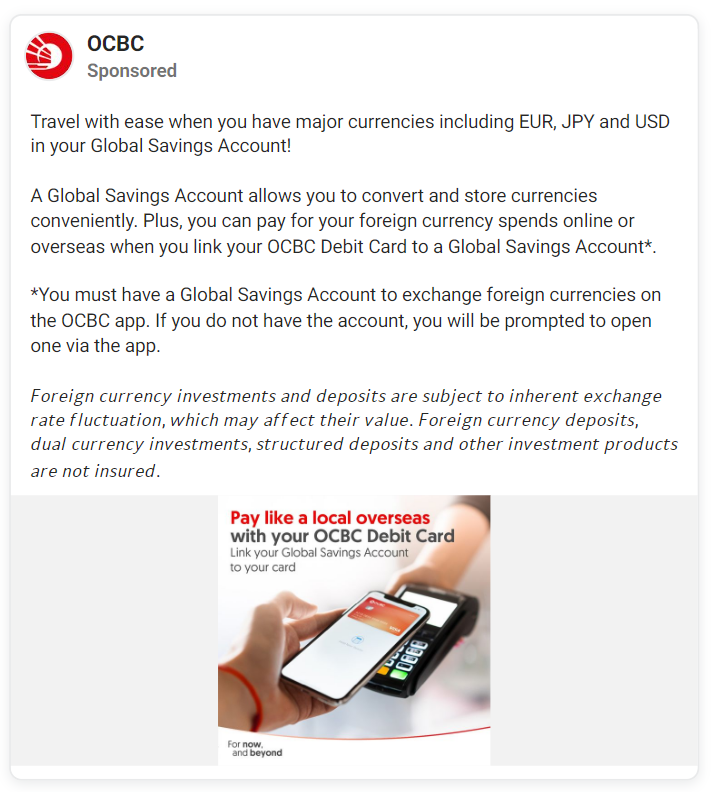 OCBC
Sponsored
Travel with ease when you have major currencies including EUR, JPY and USD
in your Global Savings Account!
A Global Savings Account allows you to convert and store currencies
conveniently. Plus, you can pay for your foreign currency spends online or
overseas when you link your OCBC Debit Card to a Global Savings Account*.
*You must have a Global Savings Account to exchange foreign currencies on
the OCBC app. If you do not have the account, you will be prompted to open
one via the app.
Foreign currency investments and deposits are subject to inherent exchange
rate fluctuation, which may affect their value. Foreign currency deposits,
dual currency investments, structured deposits and other investment products
are not insured.
Pay like a local overseas
with your OCBC Debit Card
Link your Global Savings Account
to your card
For now,
and beyond